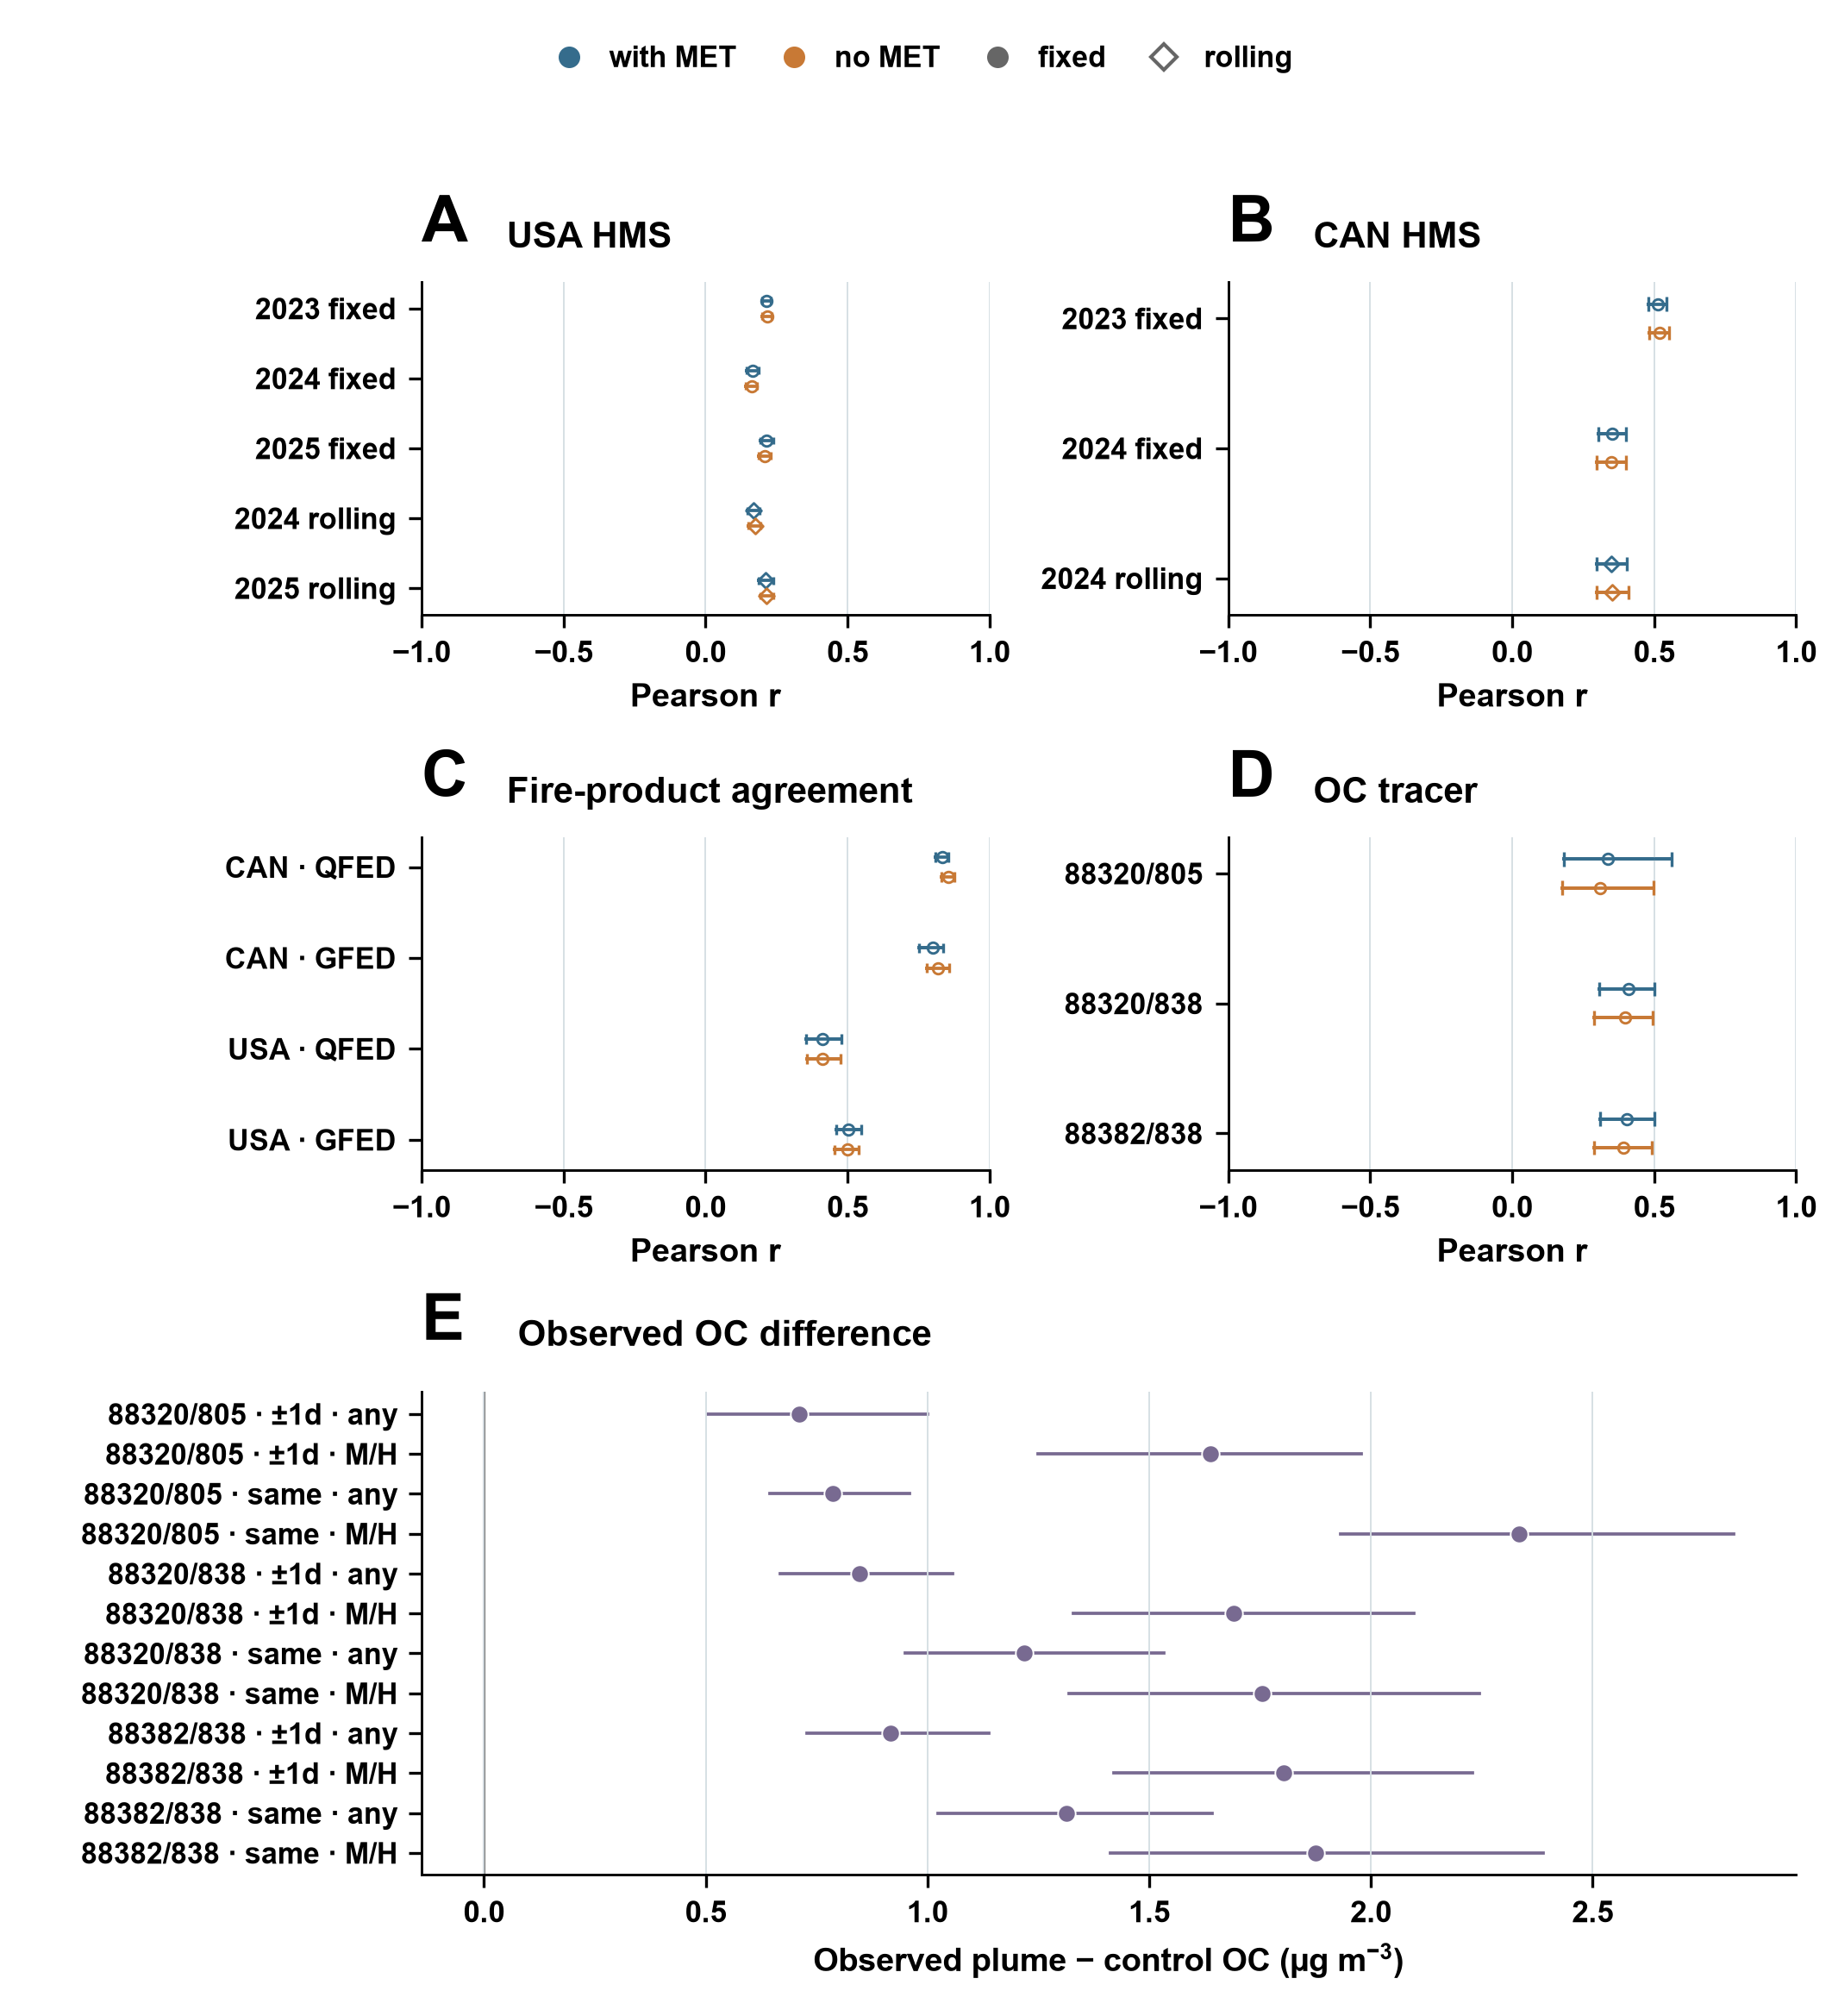 with MET no MET fixed rolling
A USA HMS
2023 fixed
2024 fixed
2025 fixed
2024 rolling
2025 rolling
−1.0 −0.5 0.0 0.5 1.0
Pearson r
B CAN HMS
2023 fixed
2024 fixed
2024 rolling
−1.0 −0.5 0.0 0.5 1.0
Pearson r
C Fire-product agreement
CAN · QFED
CAN · GFED
USA · QFED
USA · GFED
−1.0 −0.5 0.0 0.5 1.0
Pearson r
D OC tracer
88320/805
88320/838
88382/838
−1.0 −0.5 0.0 0.5 1.0
Pearson r
E Observed OC difference
88320/805 · ±1d · any
88320/805 · ±1d · M/H
88320/805 · same · any
88320/805 · same · M/H
88320/838 · ±1d · any
88320/838 · ±1d · M/H
88320/838 · same · any
88320/838 · same · M/H
88382/838 · ±1d · any
88382/838 · ±1d · M/H
88382/838 · same · any
88382/838 · same · M/H
0.0 0.5 1.0 1.5 2.0 2.5
Observed plume − control OC (µg m⁻³)